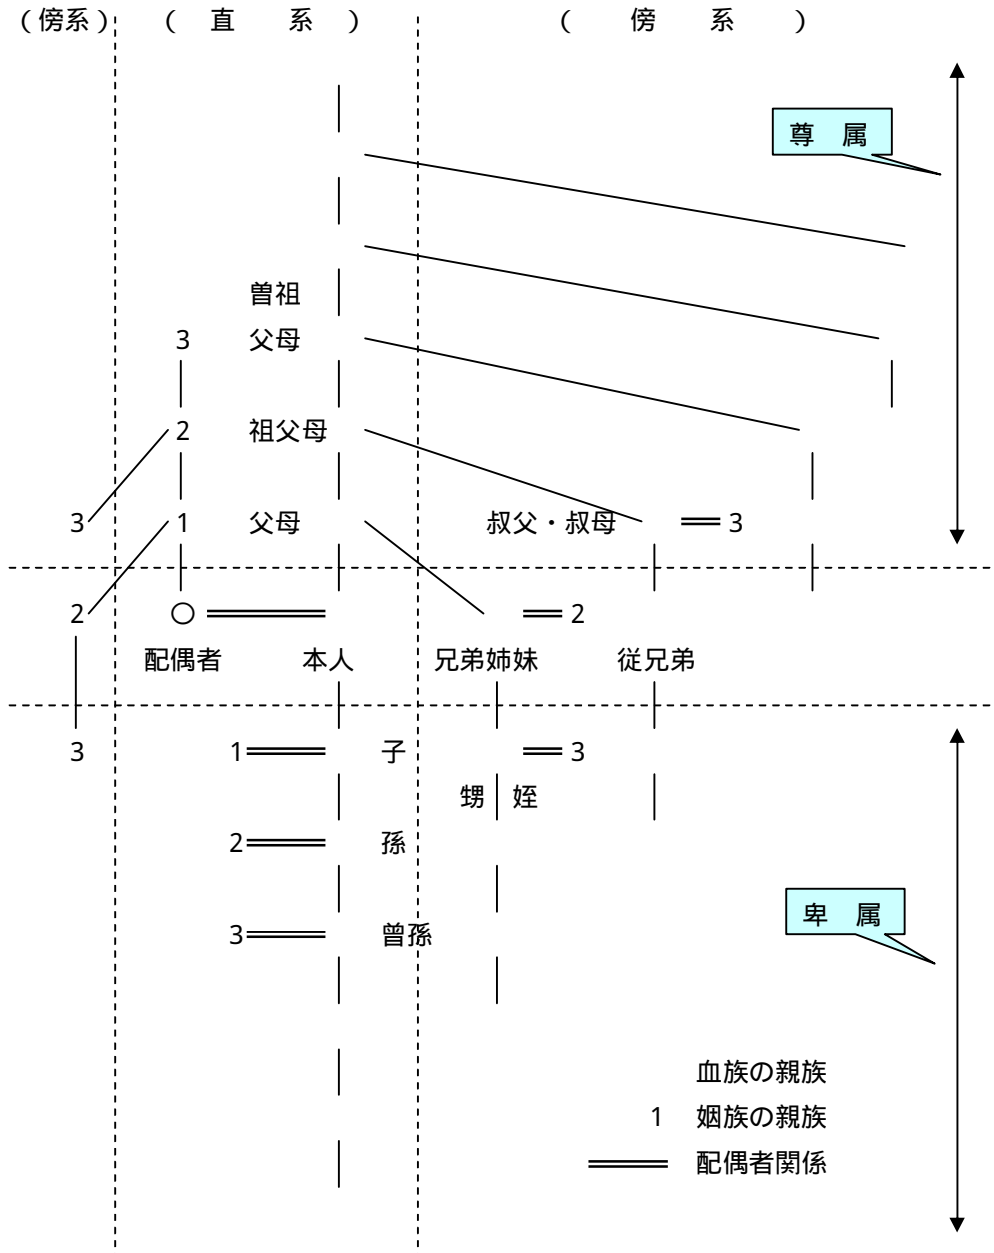 （傍系） （ 直 系 ） （ 傍 系 ）
尊 属
曽祖
3 父母
2 祖父母
3 1 父母 叔父・叔母 3
2 ○ 2
配偶者 本人 兄弟姉妹 従兄弟
3 1 子 3
甥 姪
2 孫
卑 属
3 曽孫
血族の親族
1 姻族の親族
配偶者関係